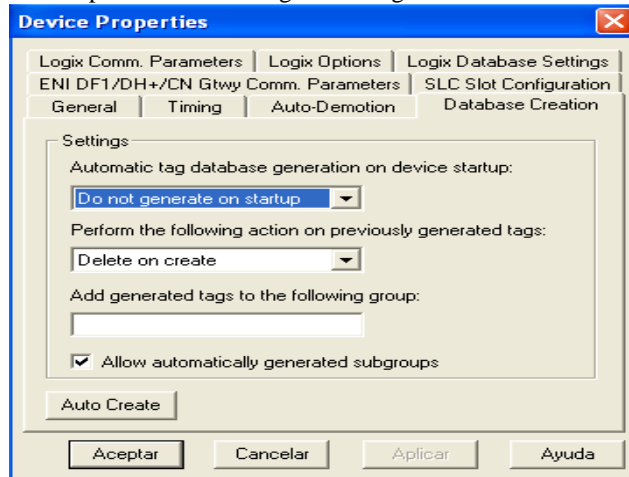 Device Properties
Logix Comm. Parameters Logix Options Logix Database Settings
ENI DF1/DH+/CN Gtwy Comm. Parameters SLC Slot Configuration
General Timing Auto-Demotion Database Creation
Settings
Automatic tag database generation on device startup:
Do not generate on startup
Perform the following action on previously generated tags:
Delete on create
Add generated tags to the following group:
Allow automatically generated subgroups
Auto Create
Aceptar Cancelar Aplicar Ayuda